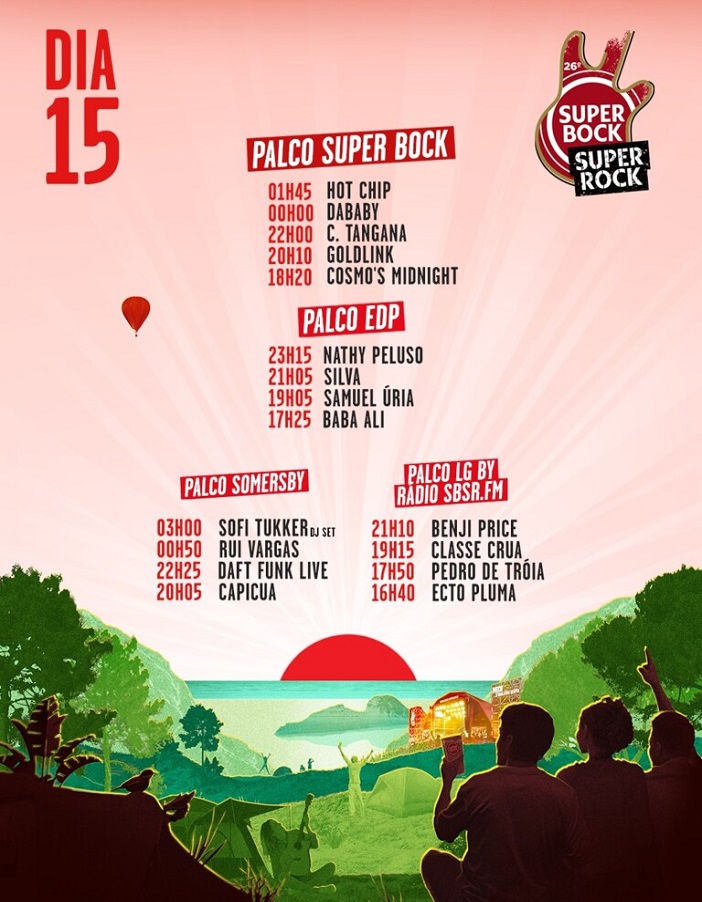 DIA
15
26º
SUPER
BOCK
SUPER
ROCK
PALCO SUPER BOCK
01H45 HOT CHIP
00H00 DABABY
22H00 C. TANGANA
20H10 GOLDLINK
18H20 COSMO'S MIDNIGHT
PALCO EDP
23H15 NATHY PELUSO
21H05 SILVA
19H05 SAMUEL ÚRIA
17H25 BABA ALI
PALCO SOMERSBY
03H00 SOFI TUKKER DJ SET
00H50 RUI VARGAS
22H25 DAFT FUNK LIVE
20H05 CAPICUA
PALCO LG BY
RÁDIO SBSR.FM
21H10 BENJI PRICE
19H15 CLASSE CRUA
17H50 PEDRO DE TRÓIA
16H40 ECTO PLUMA